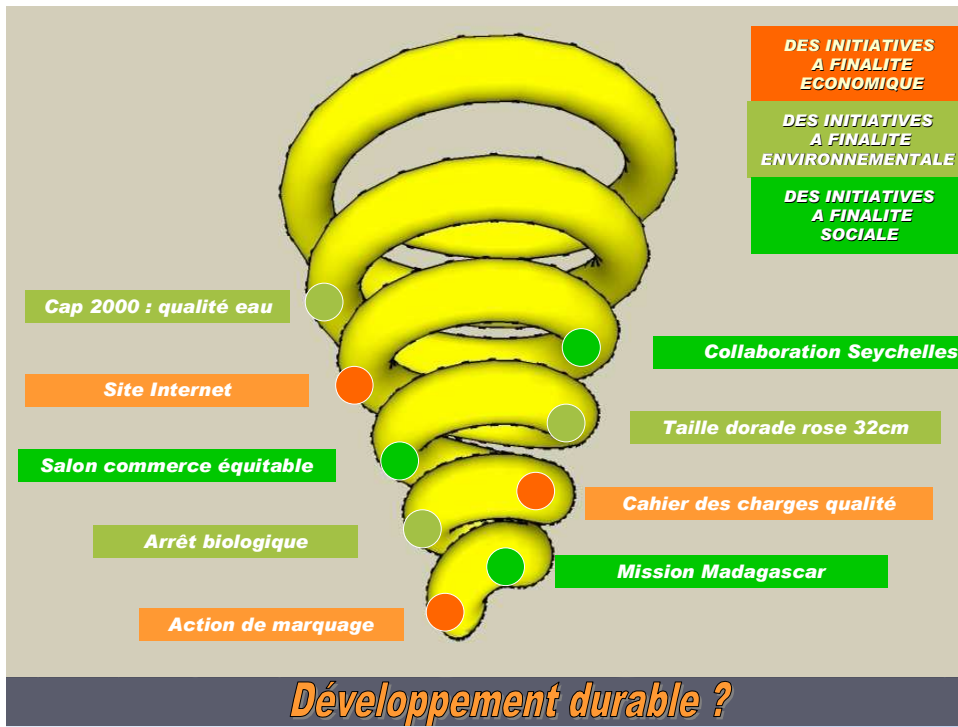 DES INITIATIVES
A FINALITE
ECONOMIQUE
DES INITIATIVES
A FINALITE
ENVIRONNEMENTALE
DES INITIATIVES
A FINALITE
SOCIALE
Cap 2000 : qualité eau
Collaboration Seychelles
Site Internet
Taille dorade rose 32cm
Salon commerce équitable
Cahier des charges qualité
Arrêt biologique
Mission Madagascar
Action de marquage
Développement durable ?